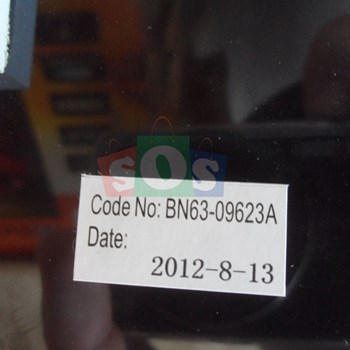 SOS
Code No: BN63-09623A
Date:
2012-8-13